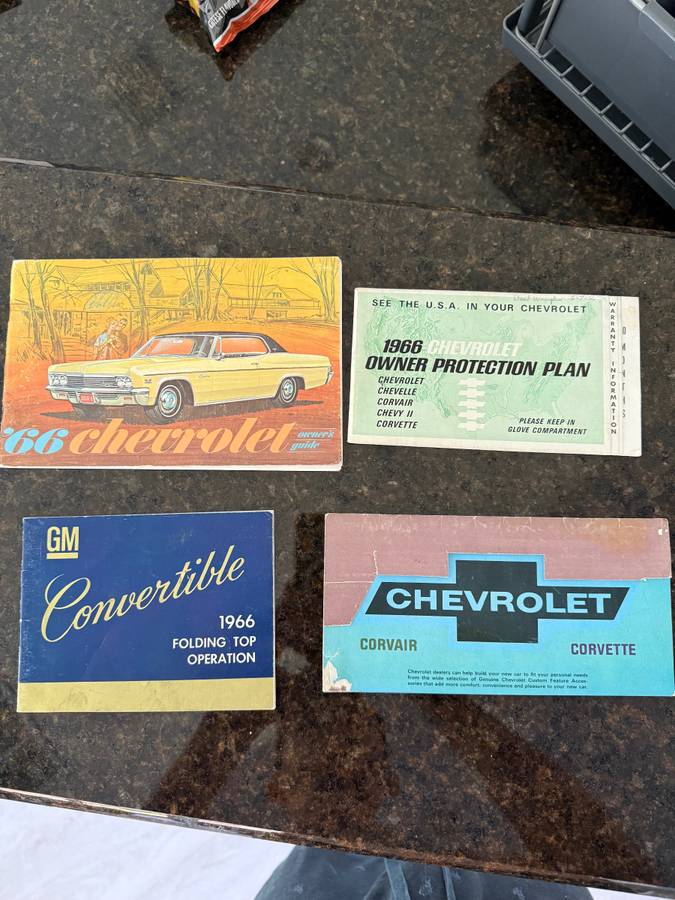 '66 chevrolet owner's
guide
SEE THE U.S.A. IN YOUR CHEVROLET
1966 CHEVROLET
OWNER PROTECTION PLAN
CHEVROLET
CHEVELLE
CORVAIR
CHEVY II
CORVETTE
PLEASE KEEP IN
GLOVE COMPARTMENT
WARRANTY INFORMATION
GM
Convertible
1966
FOLDING TOP
OPERATION
CHEVROLET
CORVAIR
CORVETTE
Chevrolet dealers can help build your new car to fit your personal needs
from the wide selection of Genuine Chevrolet Custom Feature Acces-
sories that add more comfort, convenience and pleasure to your new car.